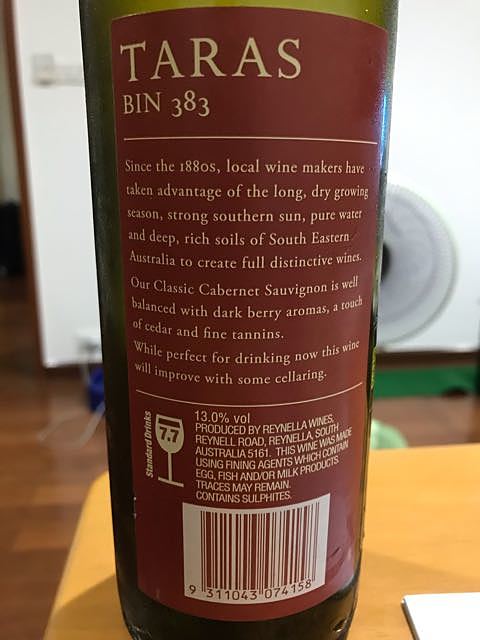 TARAS
BIN 383
Since the 1880s, local wine makers have
taken advantage of the long, dry growing
season, strong southern sun, pure water
and deep, rich soils of South Eastern
Australia to create full distinctive wines.
Our Classic Cabernet Sauvignon is well
balanced with dark berry aromas, a touch
of cedar and fine tannins.
While perfect for drinking now this wine
will improve with some cellaring.
Standard Drinks
7.7
13.0% vol
PRODUCED BY REYNELLA WINES,
REYNELL ROAD, REYNELLA, SOUTH
AUSTRALIA 5161. THIS WINE WAS MADE
USING FINING AGENTS WHICH CONTAIN
EGG, FISH AND/OR MILK PRODUCTS.
TRACES MAY REMAIN.
CONTAINS SULPHITES.
9 311043 074158